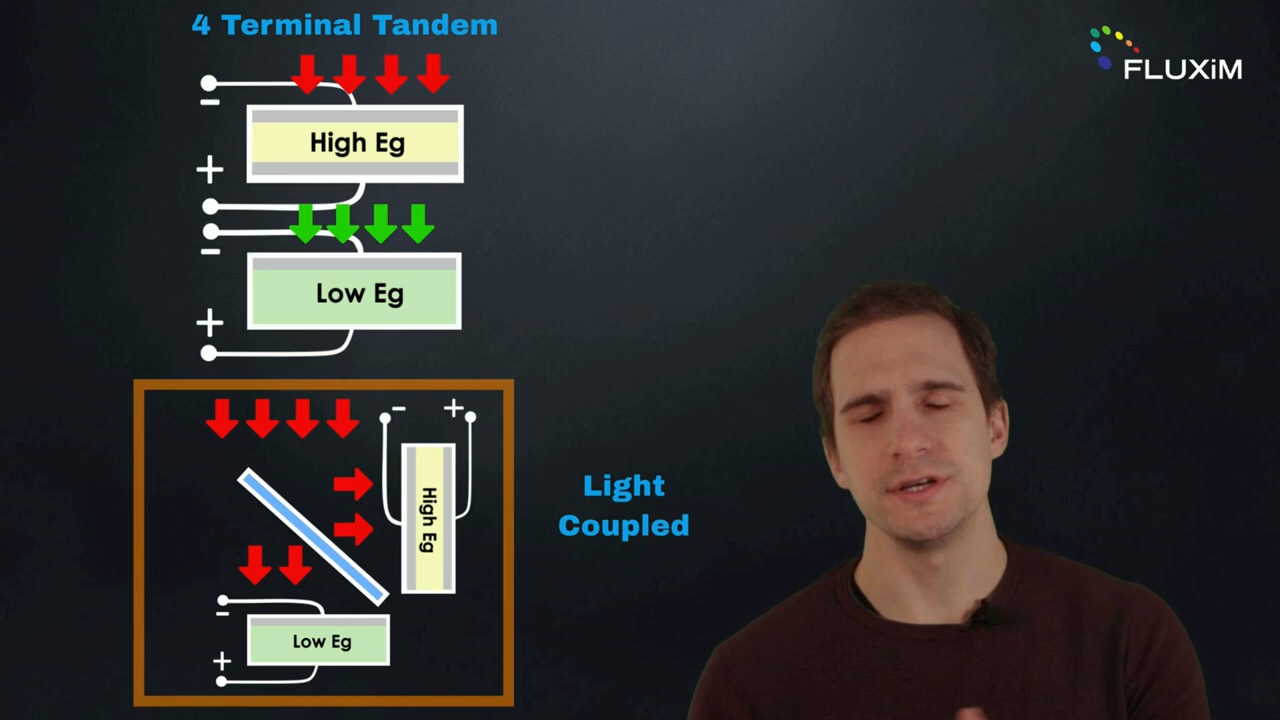 4 Terminal Tandem
FLUXiM
−
High Eg
+
−
Low Eg
+
− +
High Eg
Light
Coupled
−
Low Eg
+